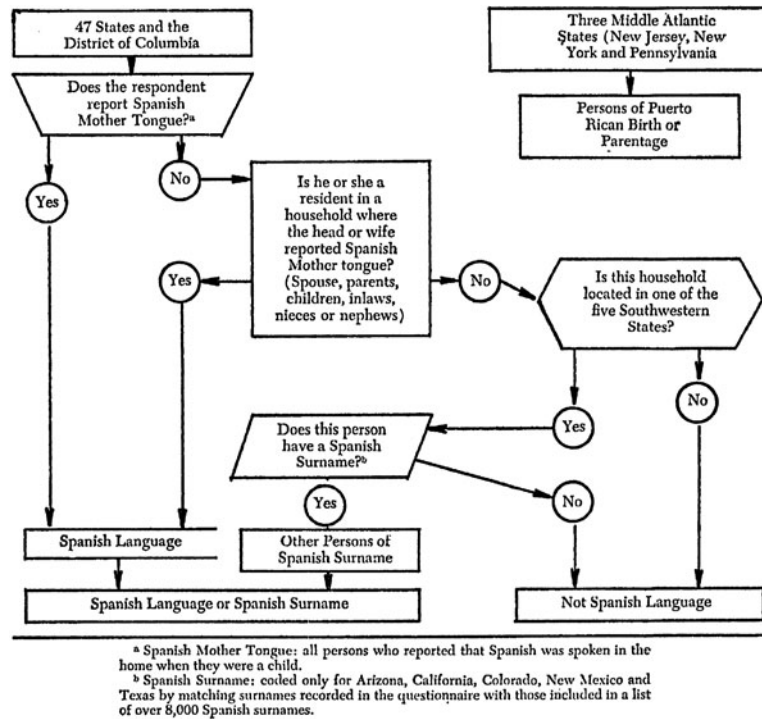 47 States and the
District of Columbia
Three Middle Atlantic
States (New Jersey, New
York and Pennsylvania
Does the respondent
report Spanish
Mother Tongue?a
Persons of Puerto
Rican Birth or
Parentage
Yes
No
Is he or she a
resident in a
household where
the head or wife
reported Spanish
Mother tongue?
(Spouse, parents,
children, inlaws,
nieces or nephews)
Yes
No
Is this household
located in one of the
five Southwestern
States?
Yes
No
Does this person
have a Spanish
Surname?b
Yes
No
Spanish Language
Other Persons of
Spanish Surname
Spanish Language or Spanish Surname
Not Spanish Language
a Spanish Mother Tongue: all persons who reported that Spanish was spoken in the
home when they were a child.
b Spanish Surname: coded only for Arizona, California, Colorado, New Mexico and
Texas by matching surnames recorded in the questionnaire with those included in a list
of over 8,000 Spanish surnames.